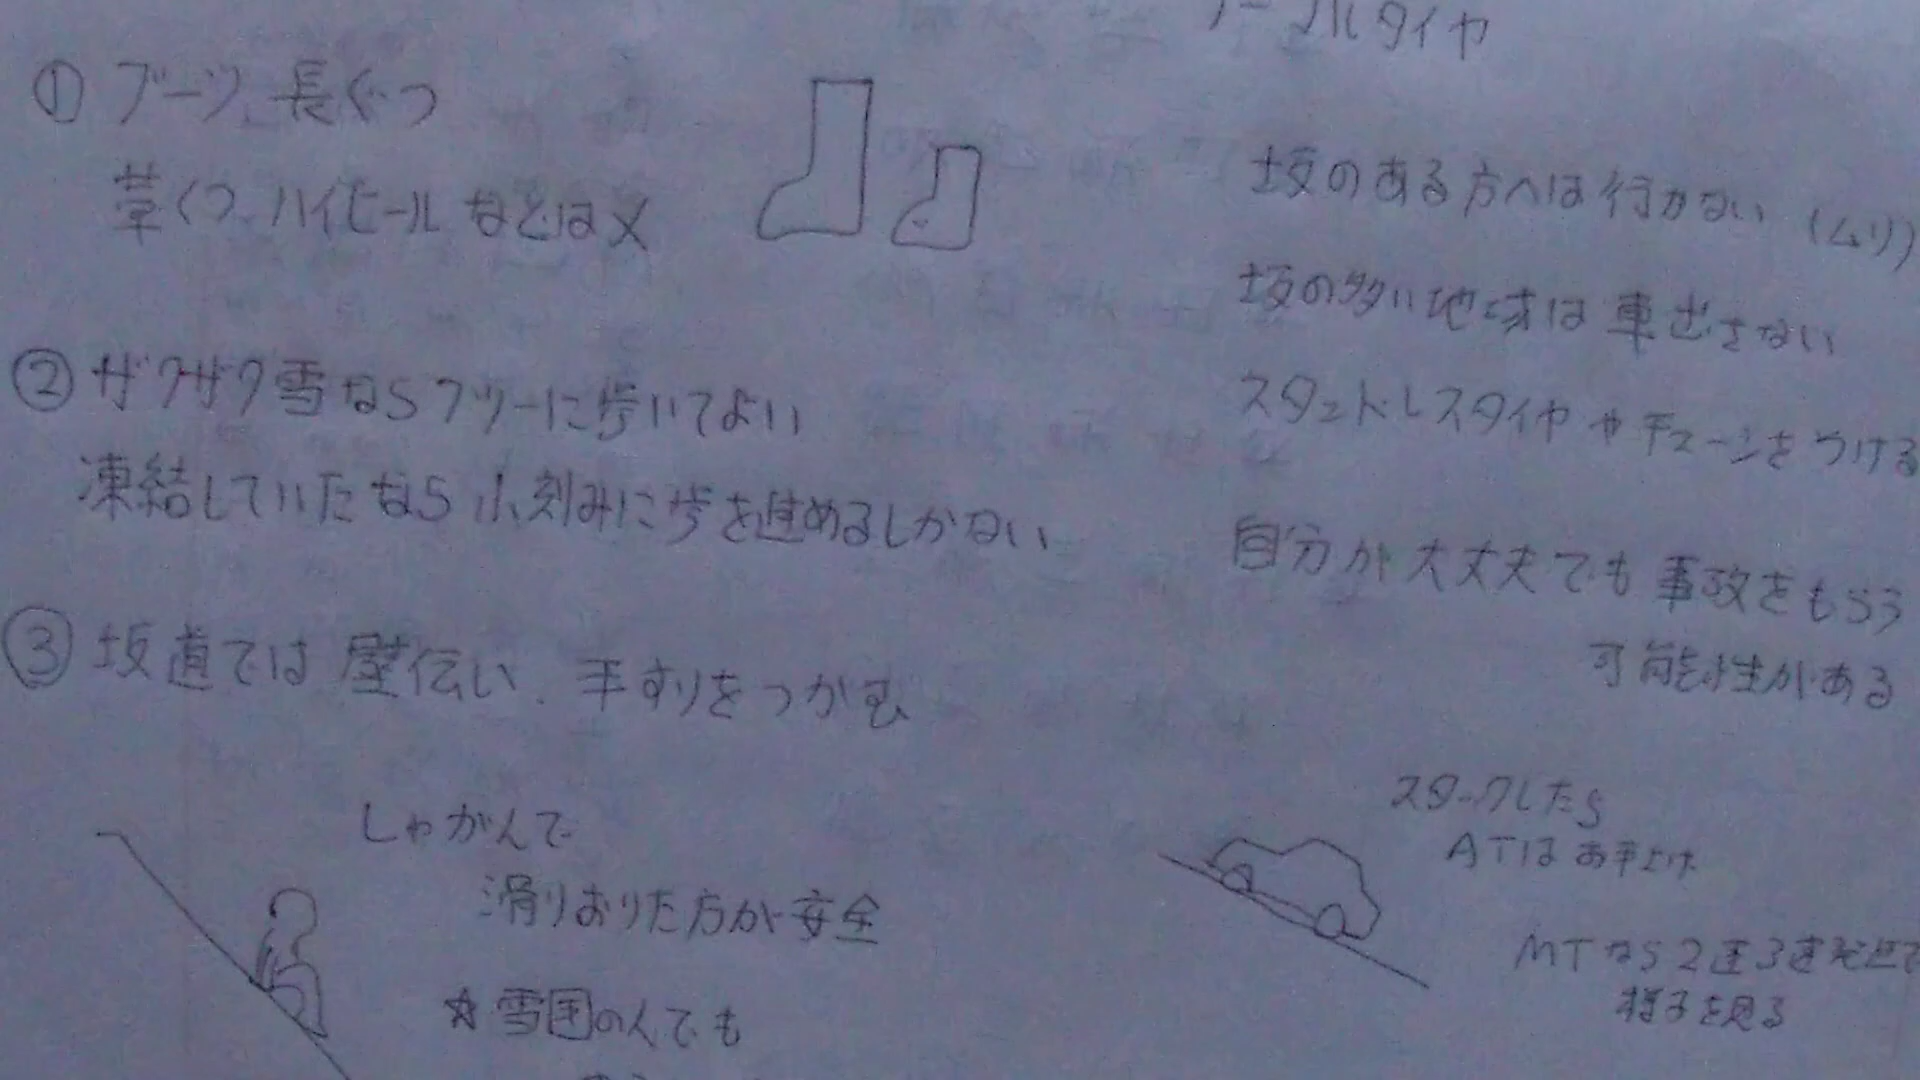 ① ブーツ 長ぐつ
革ぐつ、ハイヒールなどは✕
② ザクザク雪ならフツーに歩いてよい
凍結していたなら小刻みに歩を進めるしかない
③ 坂道では壁伝い、手すりをつかむ
しゃがんで
滑りおりた方が安全
☆雪国の人でも
ノーマルタイヤ
坂のある方へは行かない (ムリ)
坂の多い地域は車出さない
スタットレスタイヤやチェーンをつける
自分が大丈夫でも事故をもらう
可能性がある
スタックしたら
ATはお手上げ
MTなら2速3速発進で
様子を見る